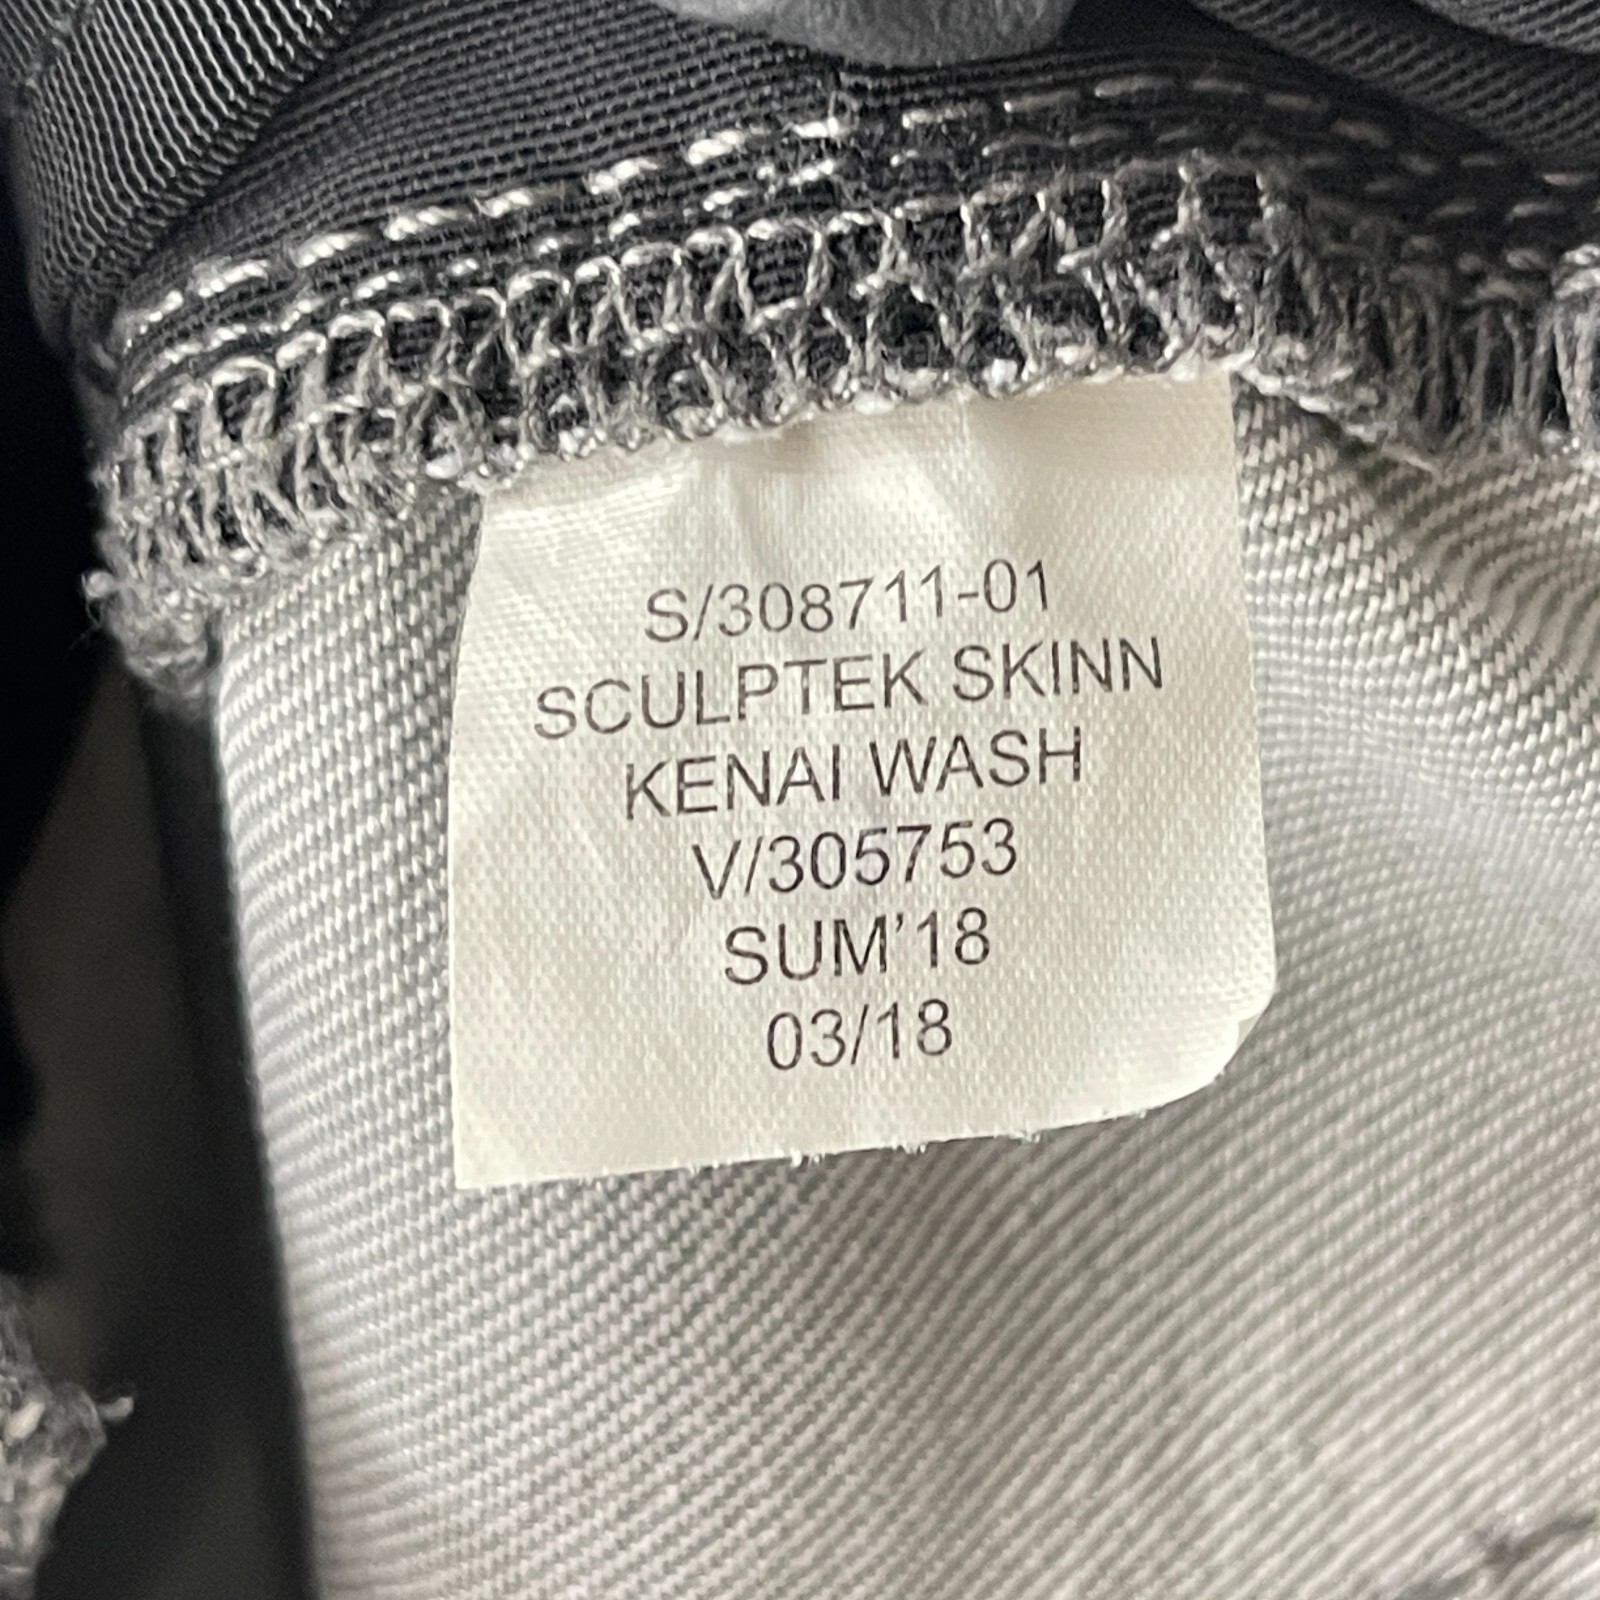 S/308711-01
SCULPTEK SKINN
KENAI WASH
V/305753
SUM'18
03/18